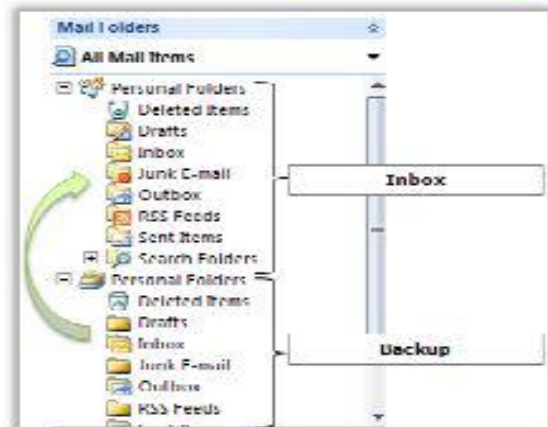 Mail Folders
All Mail Items
Personal Folders
Deleted Items
Drafts
Inbox
Junk E-mail
Outbox
RSS Feeds
Sent Items
Search Folders
Personal Folders
Deleted Items
Drafts
Inbox
Junk E-mail
Outbox
RSS Feeds
Inbox
Backup